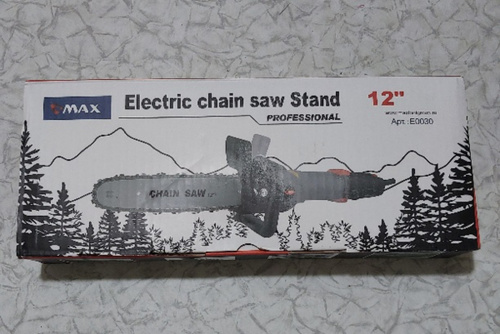 MAX
Electric chain saw Stand
PROFESSIONAL
12"
Арт.: E0030
CHAIN SAW